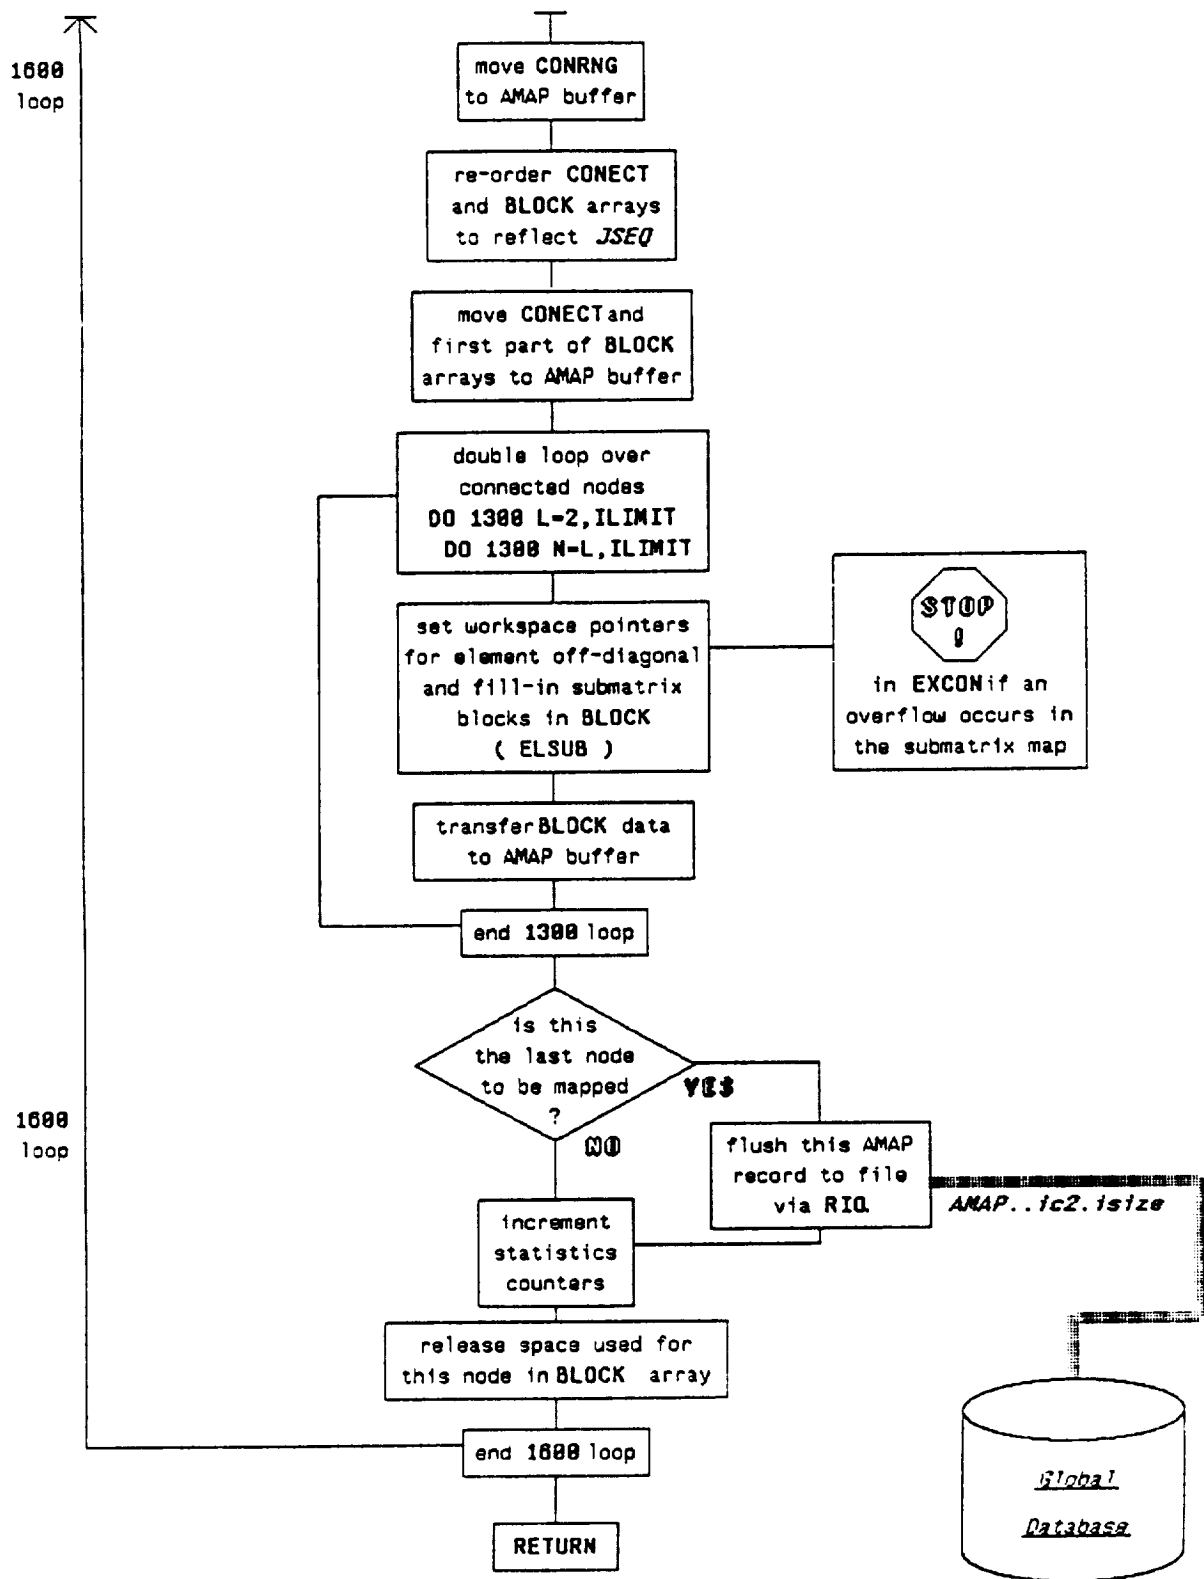 1600
loop
move CONRNG
to AMAP buffer
re-order CONECT
and BLOCK arrays
to reflect JSEQ
move CONECT and
first part of BLOCK
arrays to AMAP buffer
double loop over
connected nodes
DO 1300 L=2,ILIMIT
DO 1300 N=L,ILIMIT
set workspace pointers
for element off-diagonal
and fill-in submatrix
blocks in BLOCK
( ELSUB )
STOP
!
in EXCON if an
overflow occurs in
the submatrix map
transfer BLOCK data
to AMAP buffer
end 1300 loop
is this
the last node
to be mapped
?
YES
NO
1600
loop
flush this AMAP
record to file
via RIO.
AMAP..ic2.isize
increment
statistics
counters
release space used for
this node in BLOCK array
end 1600 loop
Global
Database
RETURN